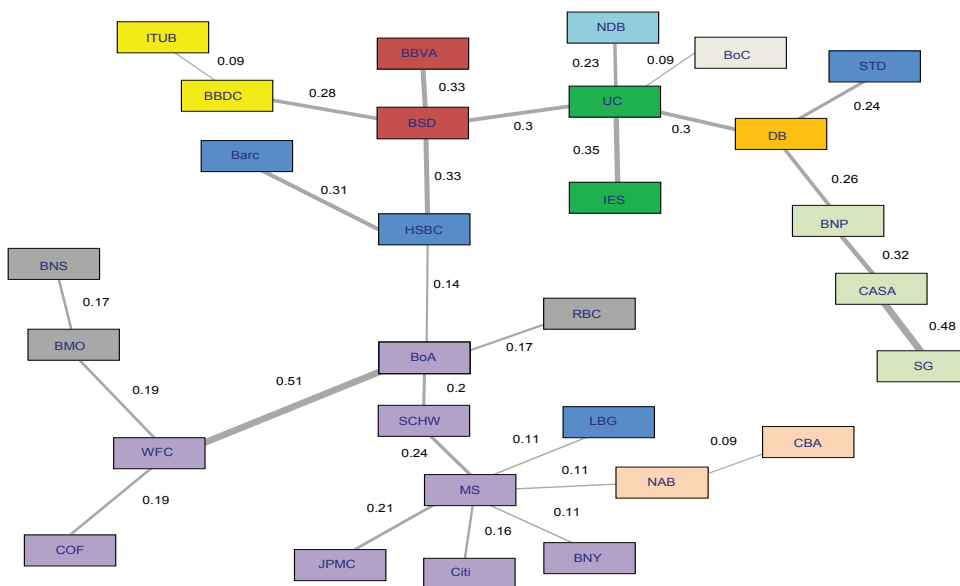 NDB
ITUB
BBVA
BoC
STD
0.09
0.23
0.09
BBDC
0.28
0.33
UC
0.24
BSD
0.3
0.3
DB
Barc
0.35
0.31
0.33
0.26
IES
HSBC
BNP
BNS
0.32
0.14
CASA
0.17
RBC
0.48
BMO
0.17
BoA
SG
0.51
0.19
0.2
SCHW
LBG
0.11
0.09
CBA
WFC
0.24
0.11
MS
NAB
0.19
0.21
0.16
0.11
COF
JPMC
Citi
BNY